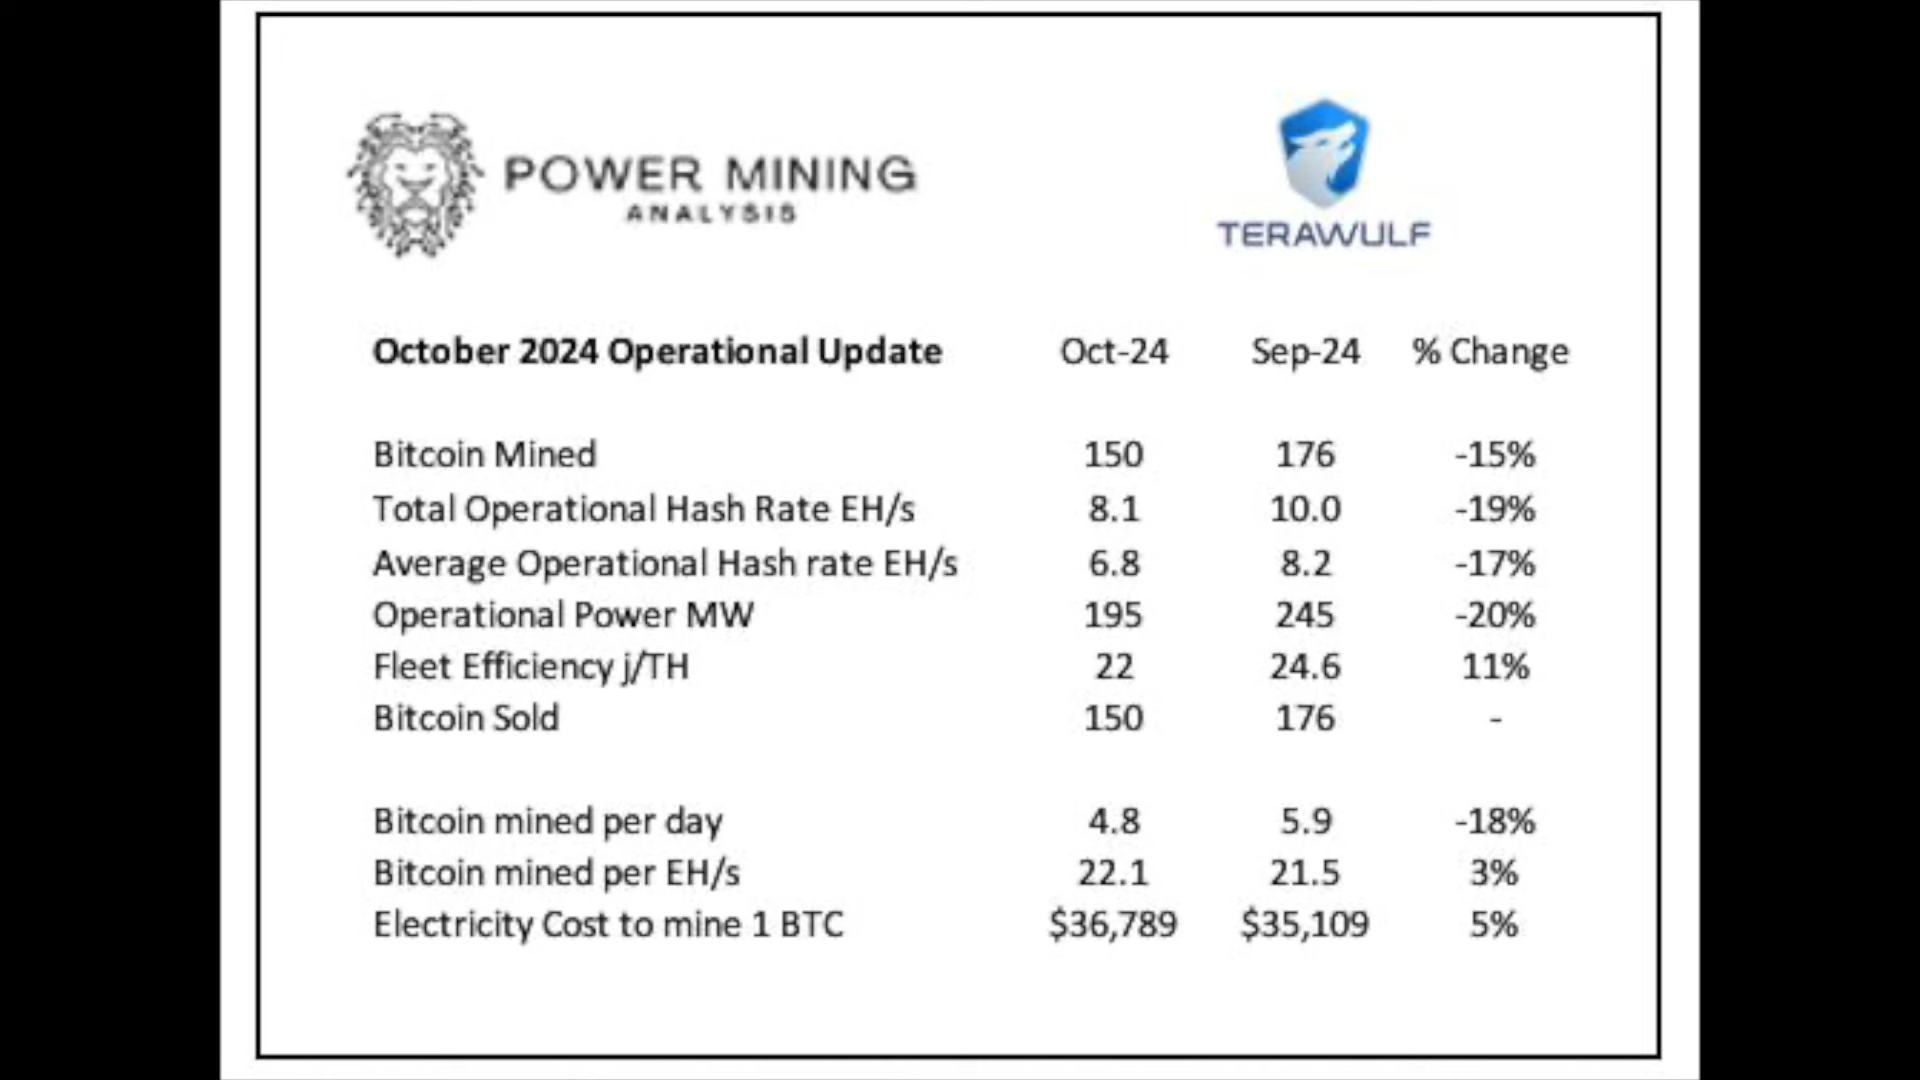 POWER MINING
ANALYSIS
TERAWULF
October 2024 Operational Update Oct-24 Sep-24 % Change
Bitcoin Mined 150 176 -15%
Total Operational Hash Rate EH/s 8.1 10.0 -19%
Average Operational Hash rate EH/s 6.8 8.2 -17%
Operational Power MW 195 245 -20%
Fleet Efficiency j/TH 22 24.6 11%
Bitcoin Sold 150 176 -
Bitcoin mined per day 4.8 5.9 -18%
Bitcoin mined per EH/s 22.1 21.5 3%
Electricity Cost to mine 1 BTC $36,789 $35,109 5%